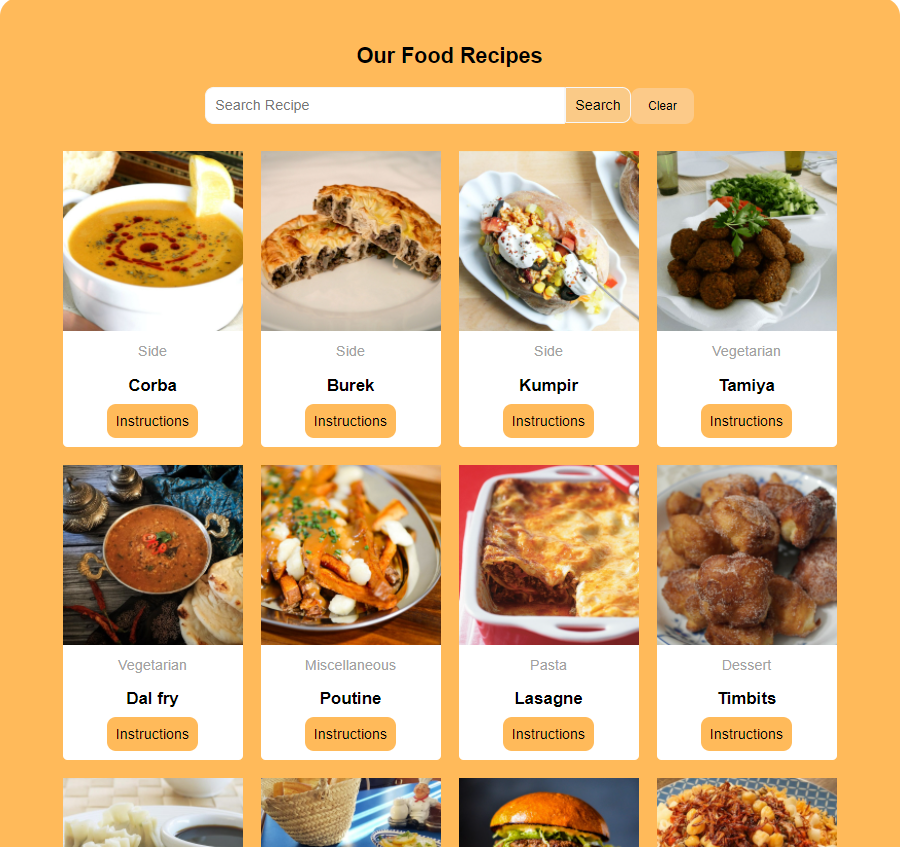 Our Food Recipes
Search Recipe Search Clear
Side Side Side Vegetarian
Corba Burek Kumpir Tamiya
Instructions Instructions Instructions Instructions
Vegetarian Miscellaneous Pasta Dessert
Dal fry Poutine Lasagne Timbits
Instructions Instructions Instructions Instructions